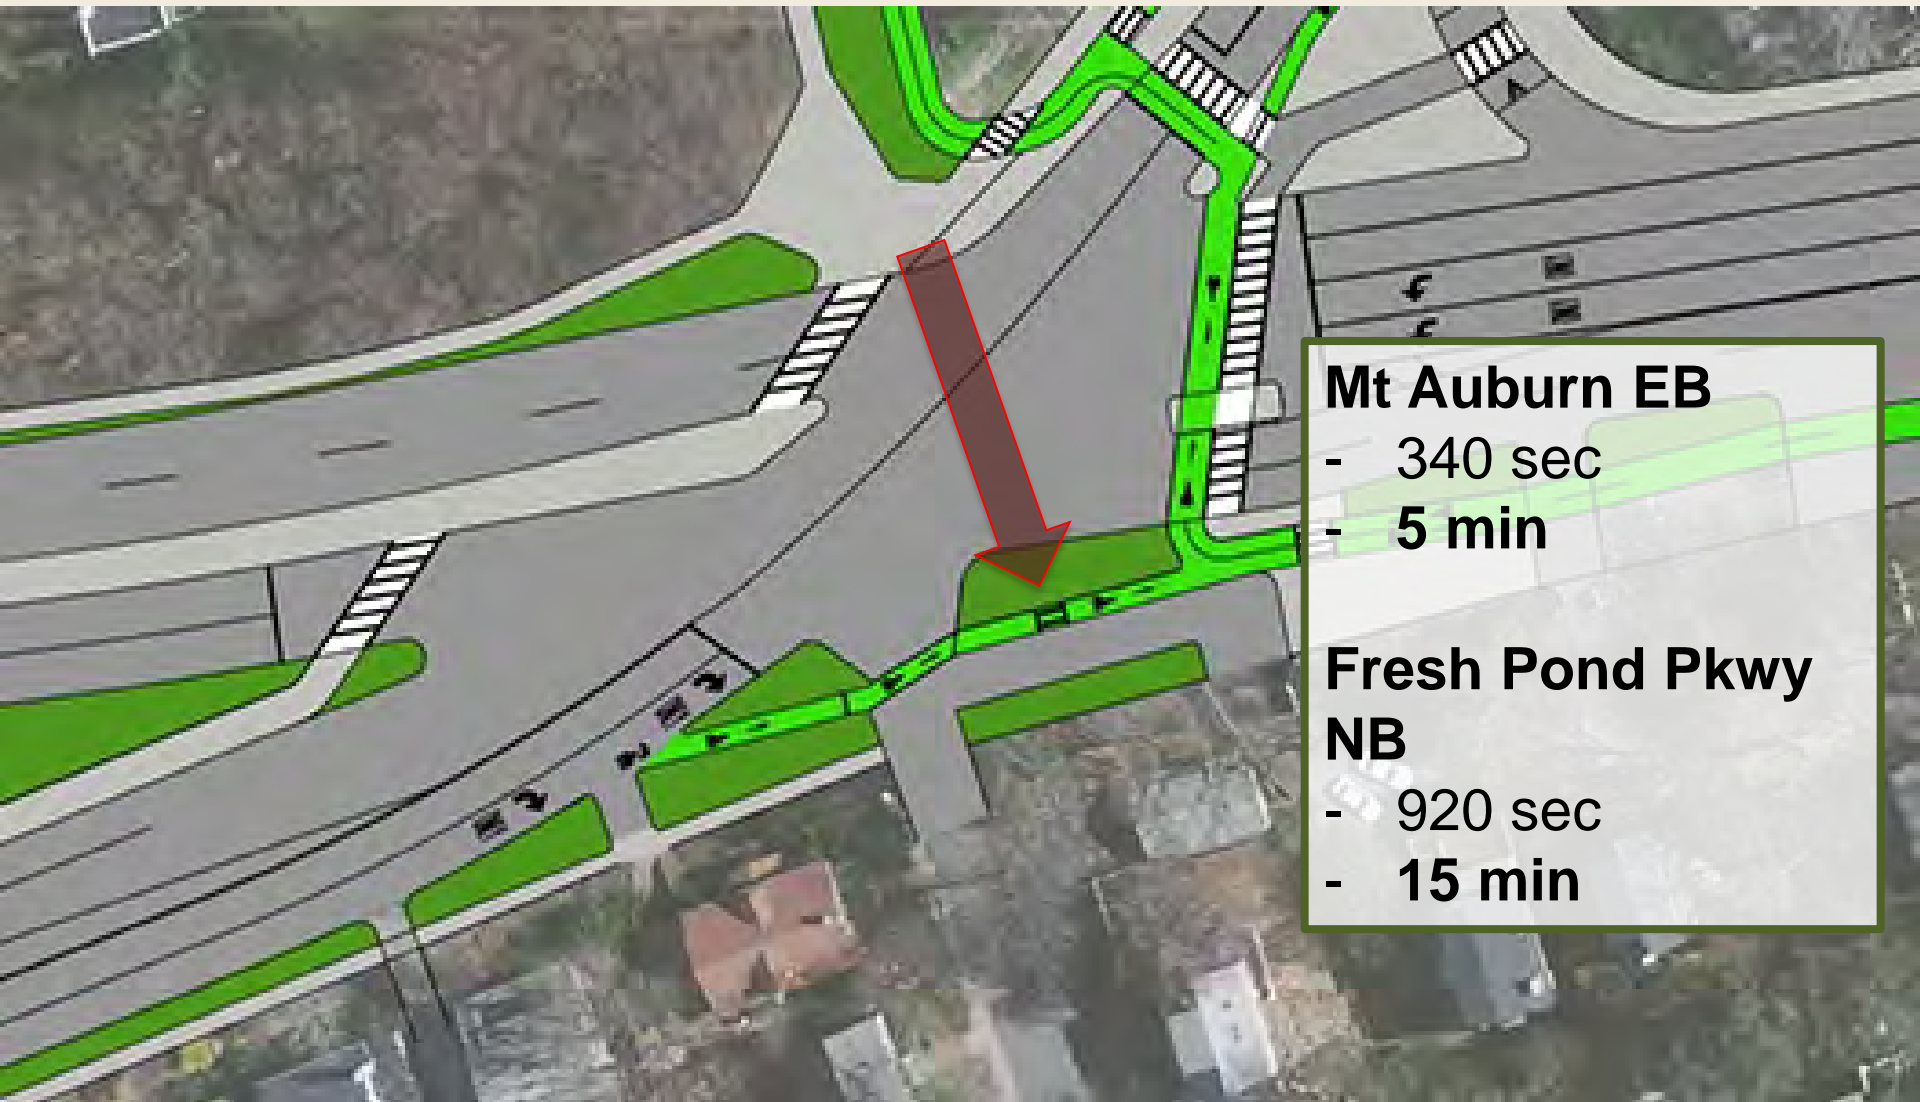 Mt Auburn EB
- 340 sec
- 5 min
Fresh Pond Pkwy
NB
- 920 sec
- 15 min